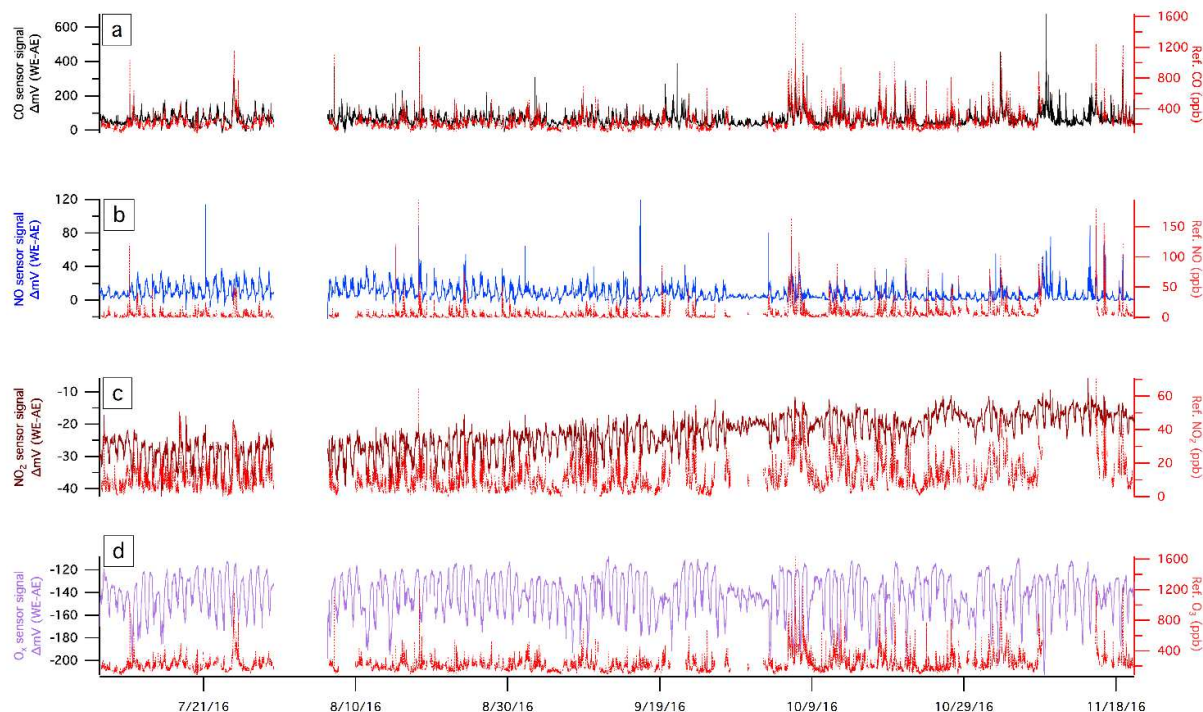 a
CO sensor signal
ΔmV (WE-AE)
600
400
200
0
1600
1200
800
400
Ref. CO (ppb)
b
NO sensor signal
ΔmV (WE-AE)
120
80
40
0
150
100
50
0
Ref. NO (ppb)
c
NO₂ sensor signal
ΔmV (WE-AE)
-10
-20
-30
-40
60
40
20
0
Ref. NO₂ (ppb)
d
Oₓ sensor signal
ΔmV (WE-AE)
-120
-140
-160
-180
-200
1600
1200
800
400
Ref. O₃ (ppb)
7/21/16 8/10/16 8/30/16 9/19/16 10/9/16 10/29/16 11/18/16